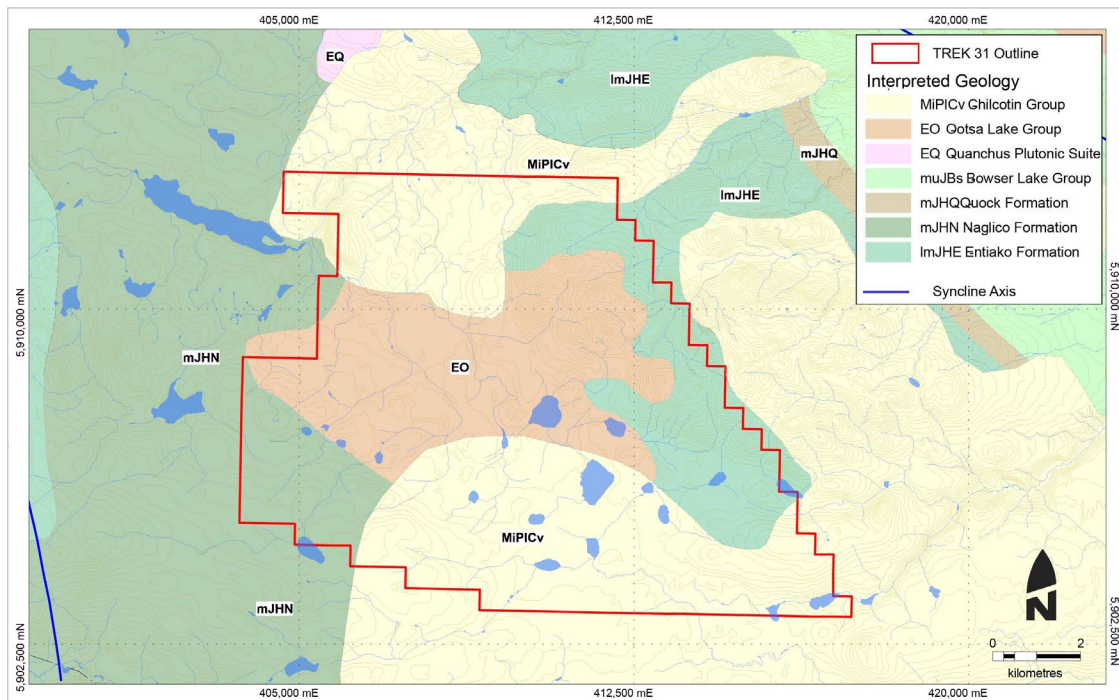 405,000 mE
412,500 mE
420,000 mE
EQ
lmJHE
TREK 31 Outline
Interpreted Geology
MiPlCv Chilcotin Group
EO Ootsa Lake Group
EQ Quanchus Plutonic Suite
muJBs Bowser Lake Group
mJHQ Quock Formation
mJHN Naglico Formation
lmJHE Entiako Formation
Syncline Axis
mJHQ
MiPlCv
lmJHE
5,910,000 mN
5,910,000 mN
mJHN
EO
MiPlCv
mJHN
N
0 2
kilometres
5,902,500 mN
5,902,500 mN
405,000 mE
412,500 mE
420,000 mE